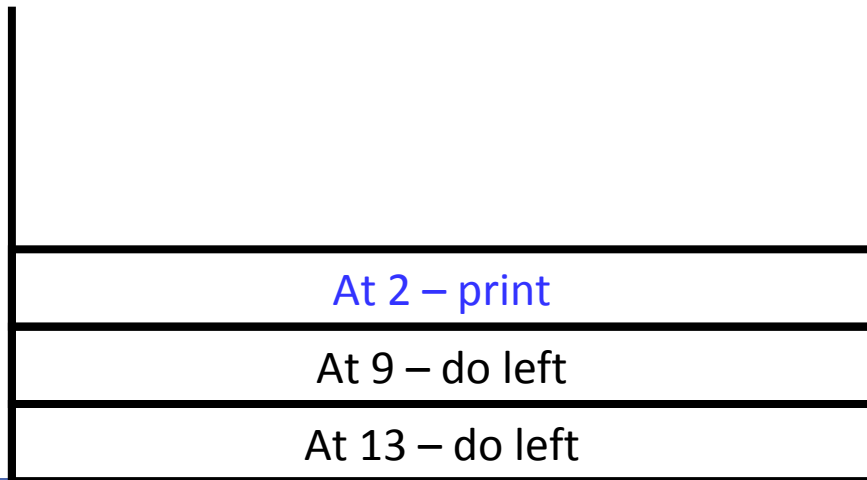 At 2 – print
At 9 – do left
At 13 – do left